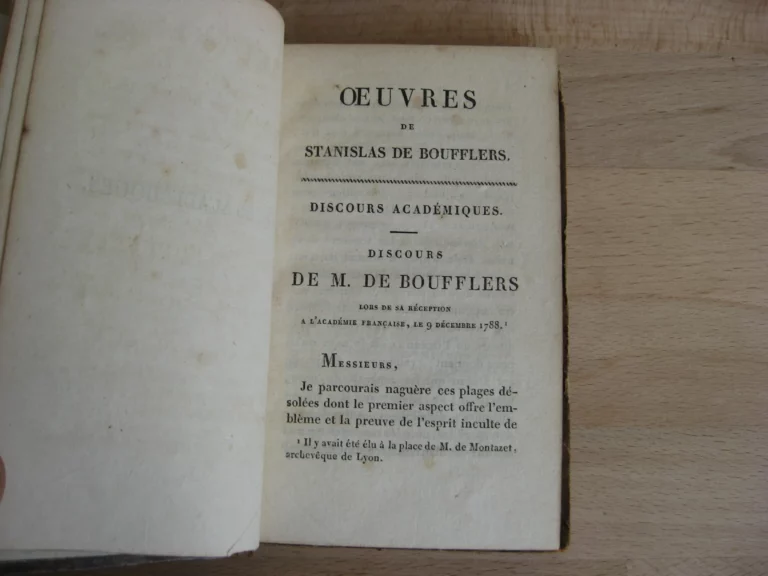 ŒUVRES
DE
STANISLAS DE BOUFFLERS.
DISCOURS ACADÉMIQUES.
DISCOURS
DE M. DE BOUFFLERS
LORS DE SA RÉCEPTION
A L'ACADÉMIE FRANÇAISE, LE 9 DÉCEMBRE 1788.¹
MESSIEURS,
Je parcourais naguère ces plages dé-
solées dont le premier aspect offre l'em-
blème et la preuve de l'esprit inculte de
¹ Il y avait été élu à la place de M. de Montazet,
archevêque de Lyon.